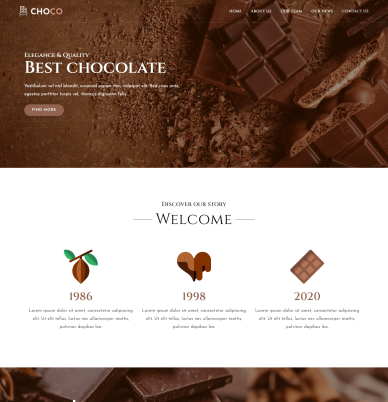 CHOCO
HOME ABOUT US OUR TEAM OUR NEWS CONTACT US
Elegance & Quality
Best chocolate
Vestibulum vel nisl blandit, euismod sapien non, volutpat elit. Sed risus ante,
egestas porttitor turpis vel, rhoncus dignissim felis.
FIND MORE
Discover our story
Welcome
1986 1998 2020
Lorem ipsum dolor sit amet, consectetur adipiscing Lorem ipsum dolor sit amet, consectetur adipiscing Lorem ipsum dolor sit amet, consectetur adipiscing
elit. Ut elit tellus, luctus nec ullamcorper mattis, elit. Ut elit tellus, luctus nec ullamcorper mattis, elit. Ut elit tellus, luctus nec ullamcorper mattis,
pulvinar dapibus leo. pulvinar dapibus leo. pulvinar dapibus leo.